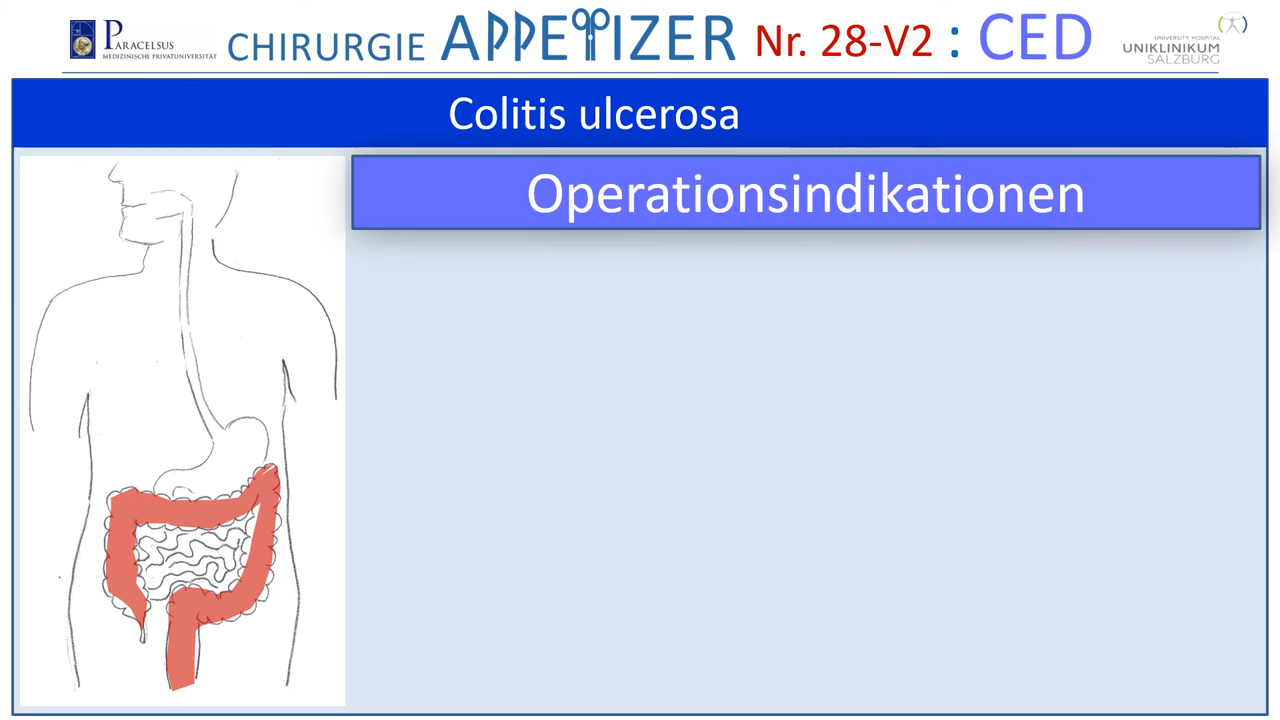 PARACELSUS
MEDIZINISCHE PRIVATUNIVERSITÄT
CHIRURGIE APPETIZER Nr. 28-V2 : CED
UNIVERSITY HOSPITAL
UNIKLINIKUM
SALZBURG
Colitis ulcerosa
Operationsindikationen